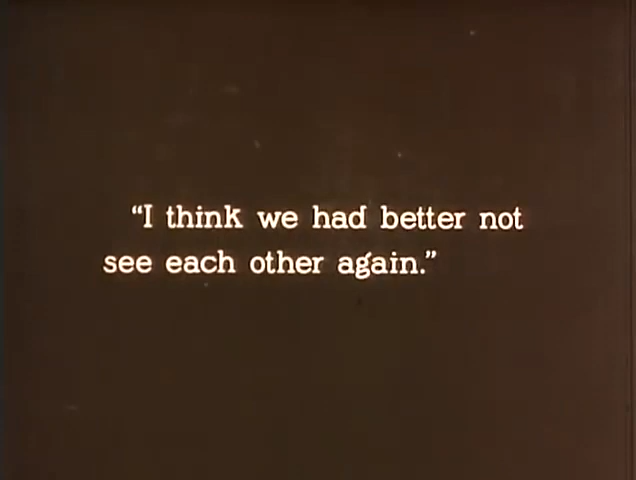 “I think we had better not
see each other again.”